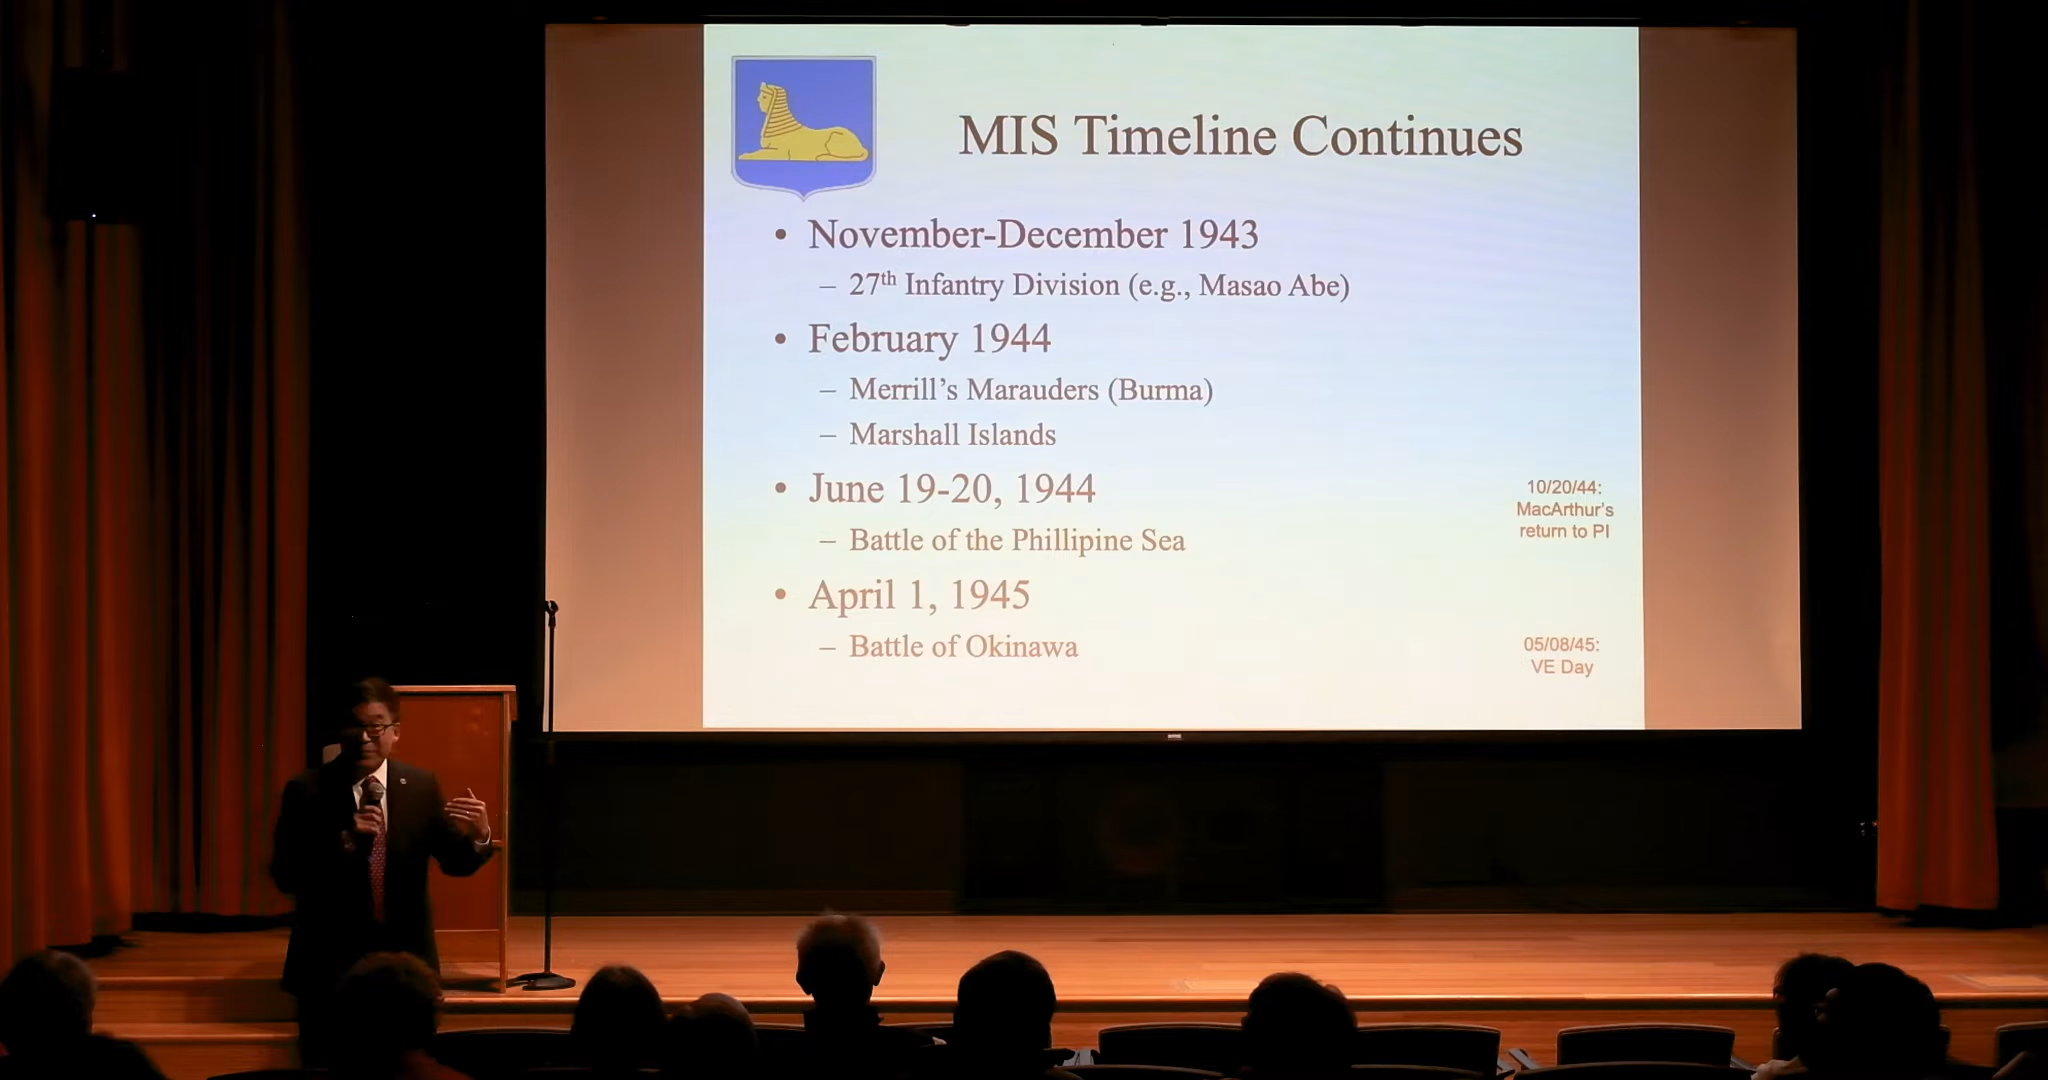 MIS Timeline Continues
• November-December 1943
– 27th Infantry Division (e.g., Masao Abe)
• February 1944
– Merrill’s Marauders (Burma)
– Marshall Islands
• June 19-20, 1944
– Battle of the Phillipine Sea
• April 1, 1945
– Battle of Okinawa
10/20/44:
MacArthur's
return to PI
05/08/45:
VE Day